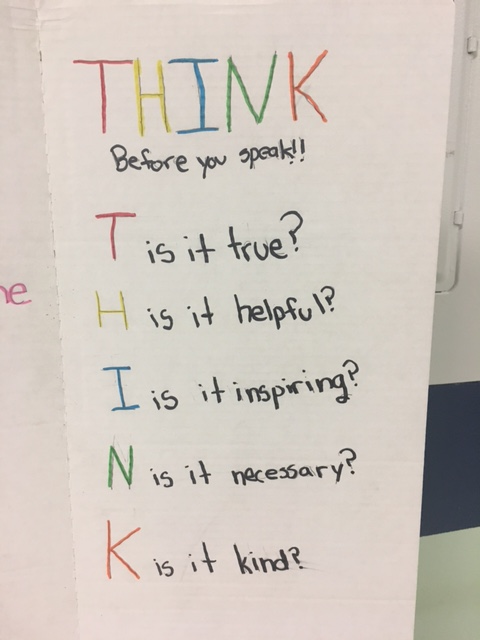 THINK
Before you speak!!
T is it true?
H is it helpful?
I is it inspiring?
N is it necessary?
K is it kind?